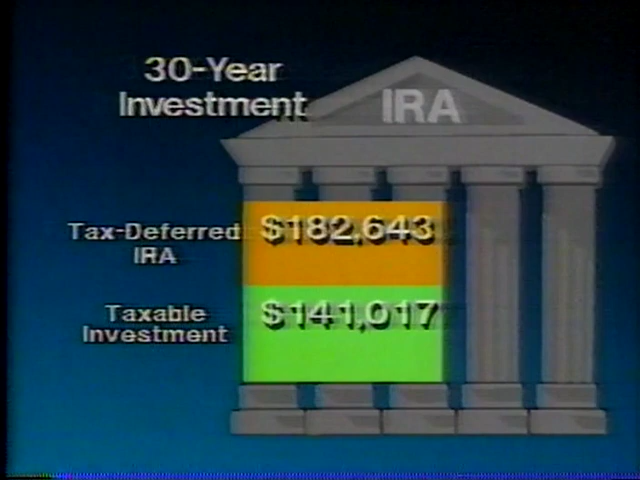 30-Year
Investment
IRA
Tax-Deferred
IRA
$182,643
Taxable
Investment
$141,017